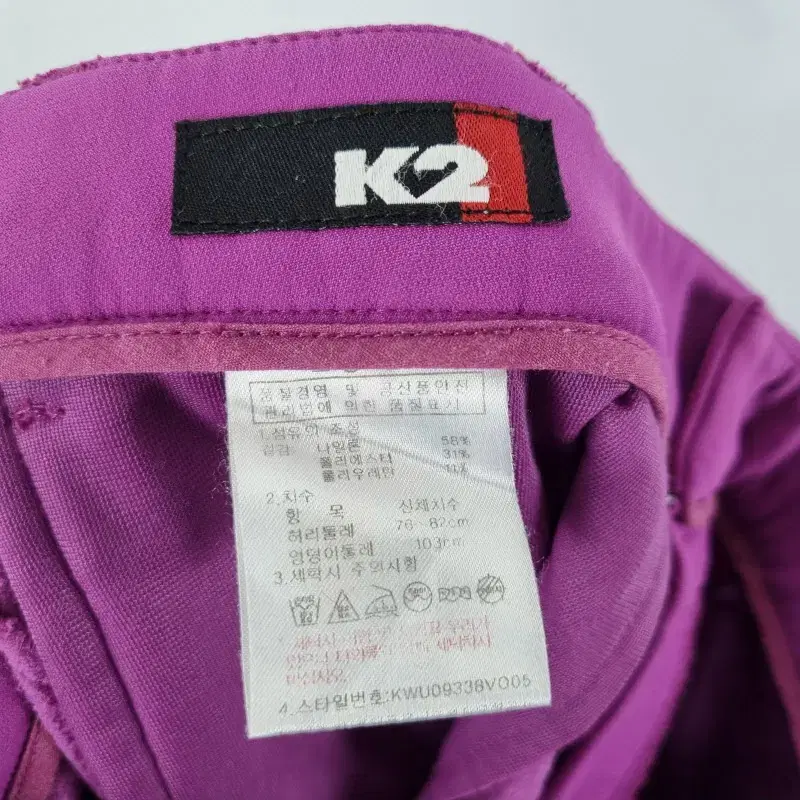 K2
품질경영 및 공산품안전
관리법에 의한 품질표기
1.섬유의 조성
겉감 나일론 58%
폴리에스터 31%
폴리우레탄 11%
2.치수
항 목 신체치수
허리둘레 76-82cm
엉덩이둘레 103cm
3.세탁시 주의사항
4.스타일번호:KWU09338VO05